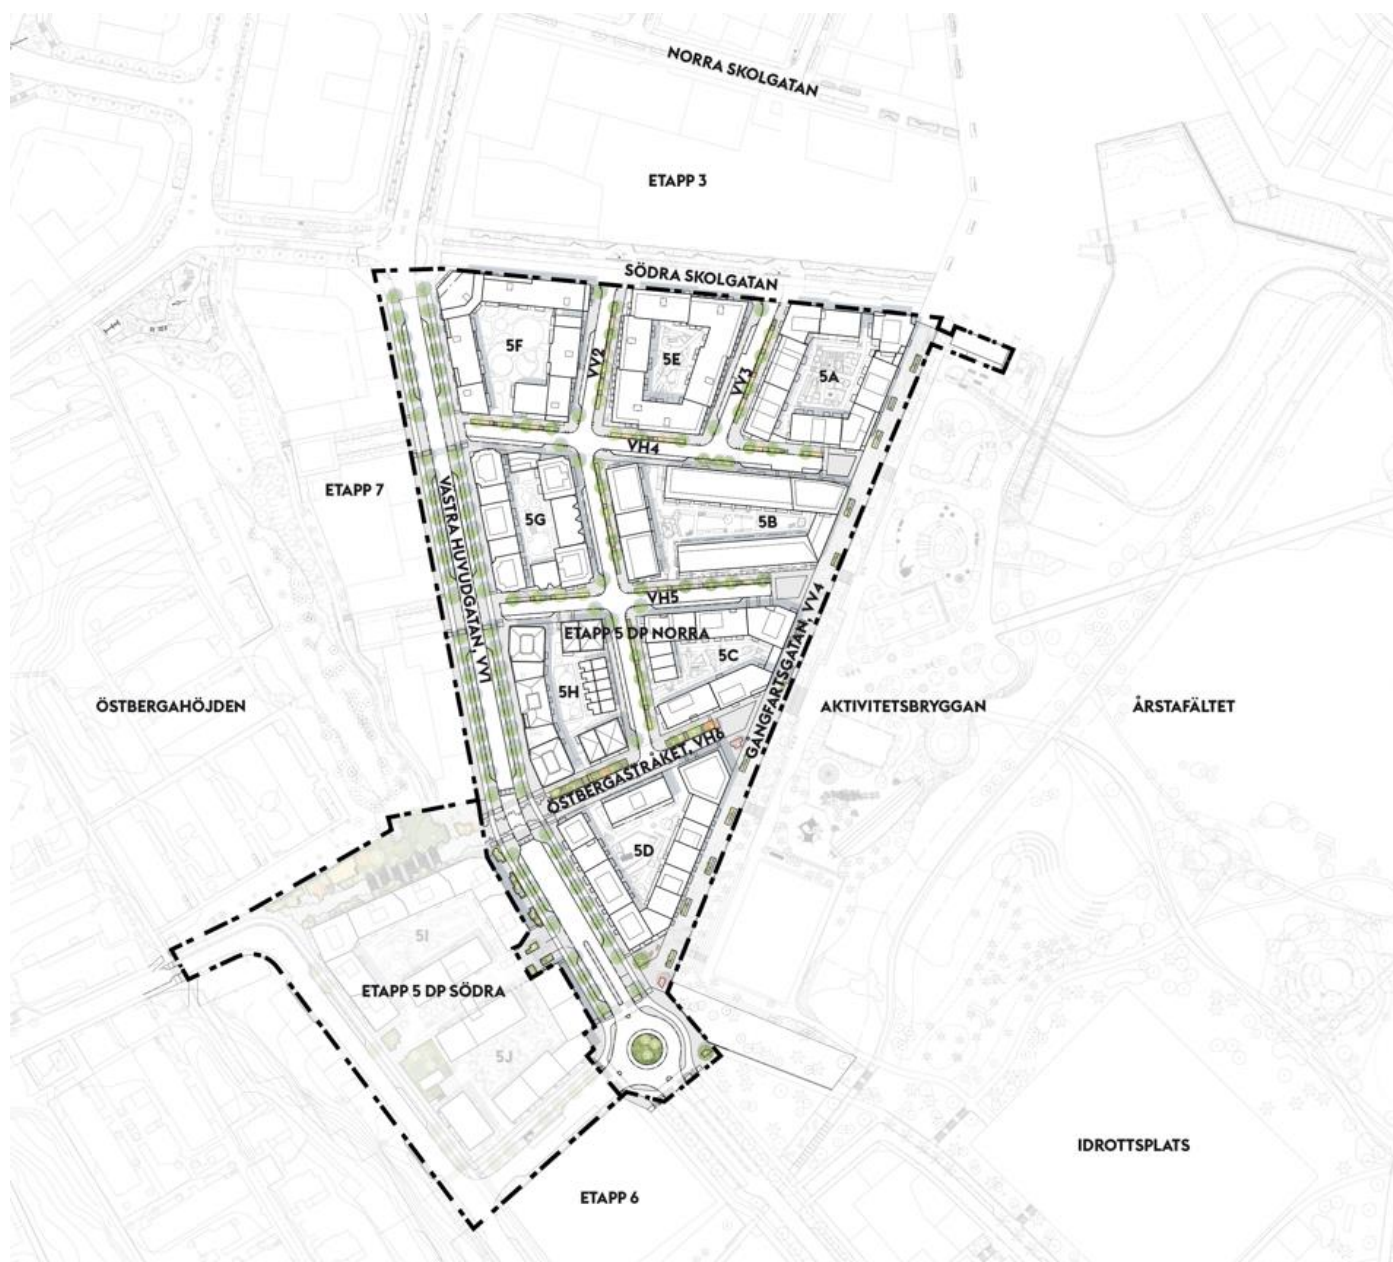 NORRA SKOLGATAN
ETAPP 3
SÖDRA SKOLGATAN
5F
VV2
5E
VV3
5A
VH4
ETAPP 7
VÄSTRA HUVUDGATAN, VV1
5G
5B
VH5
GÅNGFARTSGATAN, VV4
ETAPP 5 DP NORRA
5C
5H
ÖSTBERGAHÖJDEN
AKTIVITETSBRYGGAN
ÅRSTAFÄLTET
ÖSTBERGASTRÅKET, VH6
5D
5I
ETAPP 5 DP SÖDRA
5J
IDROTTSPLATS
ETAPP 6